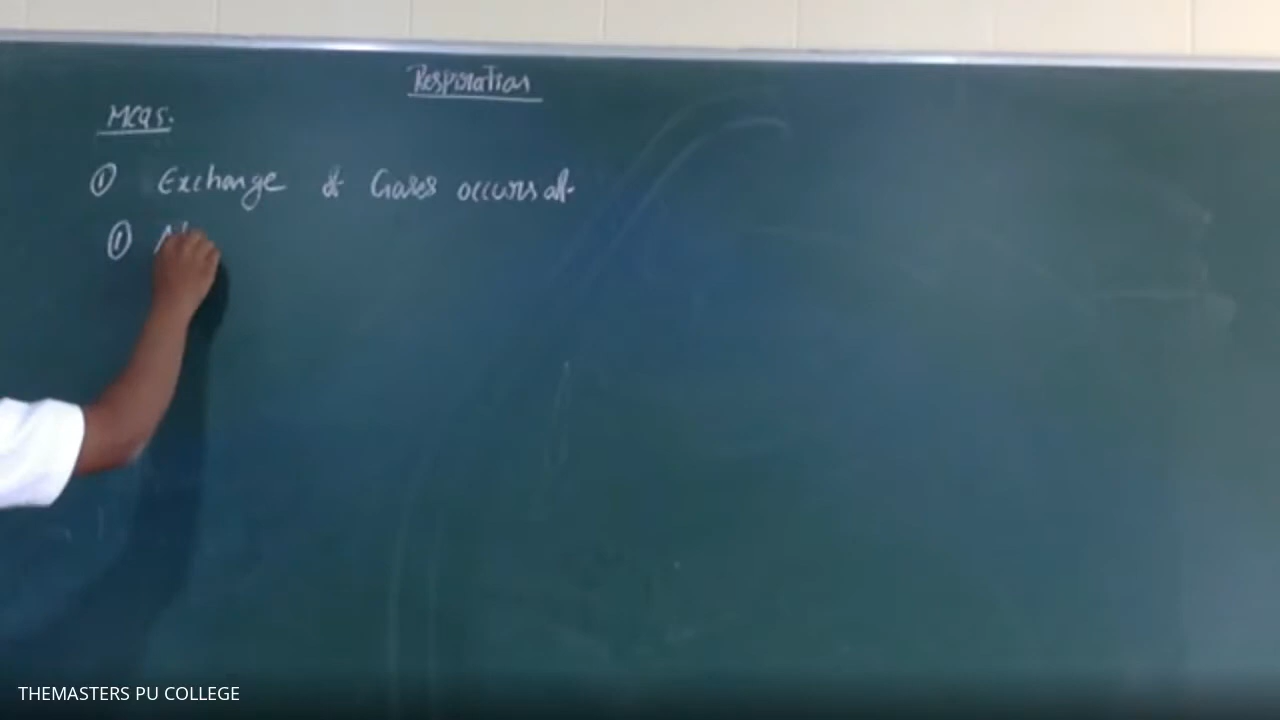 Respiration
MCQS.
① Exchange of Gases occurs at-
①
THEMASTERS PU COLLEGE